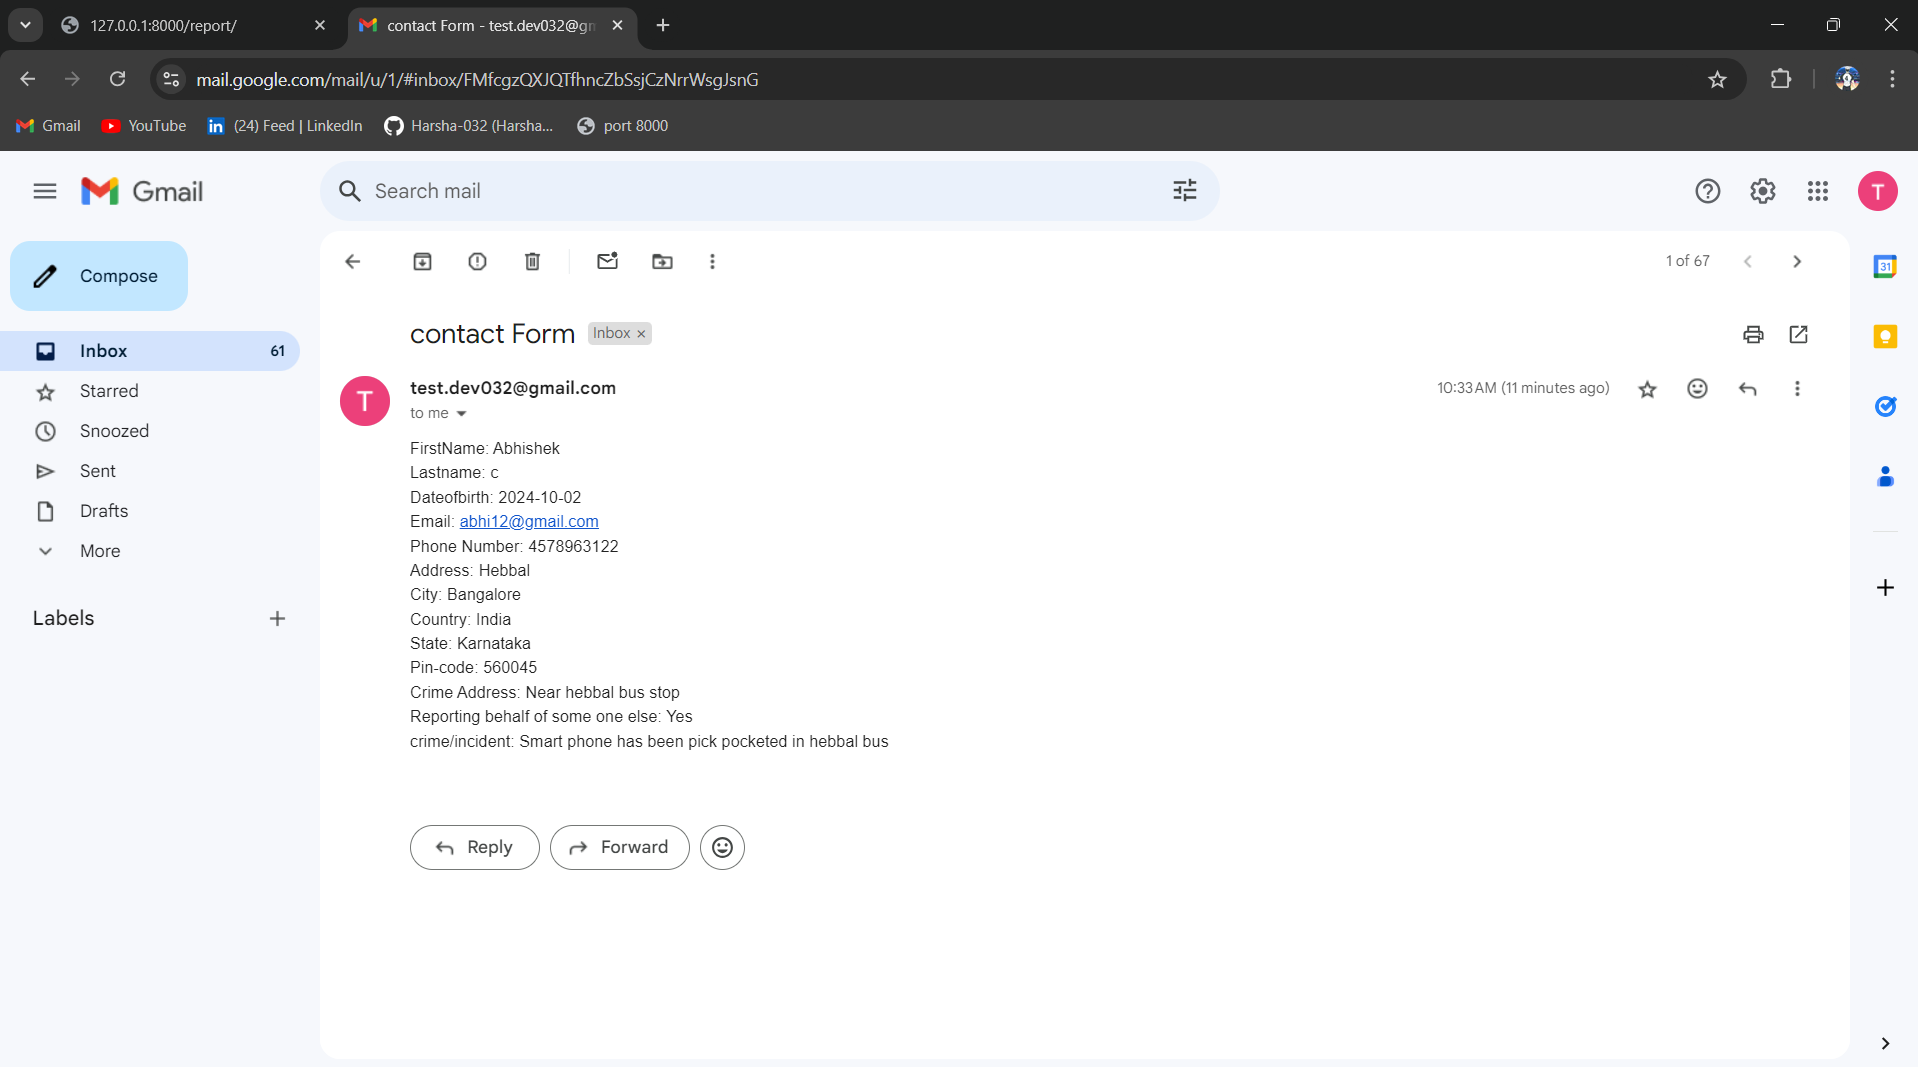 127.0.0.1:8000/report/
contact Form - test.dev032@gm
mail.google.com/mail/u/1/#inbox/FMfcgzQXJQTfhncZbSsjCzNrrWsgJsnG
Gmail
YouTube
(24) Feed | LinkedIn
Harsha-032 (Harsha...
port 8000
Gmail
Search mail
T
Compose
1 of 67
31
contact Form
Inbox ×
Inbox 61
Starred
Snoozed
Sent
Drafts
More
Labels
T
test.dev032@gmail.com
10:33 AM (11 minutes ago)
to me
FirstName: Abhishek
Lastname: c
Dateofbirth: 2024-10-02
Email: abhi12@gmail.com
Phone Number: 4578963122
Address: Hebbal
City: Bangalore
Country: India
State: Karnataka
Pin-code: 560045
Crime Address: Near hebbal bus stop
Reporting behalf of some one else: Yes
crime/incident: Smart phone has been pick pocketed in hebbal bus
Reply
Forward